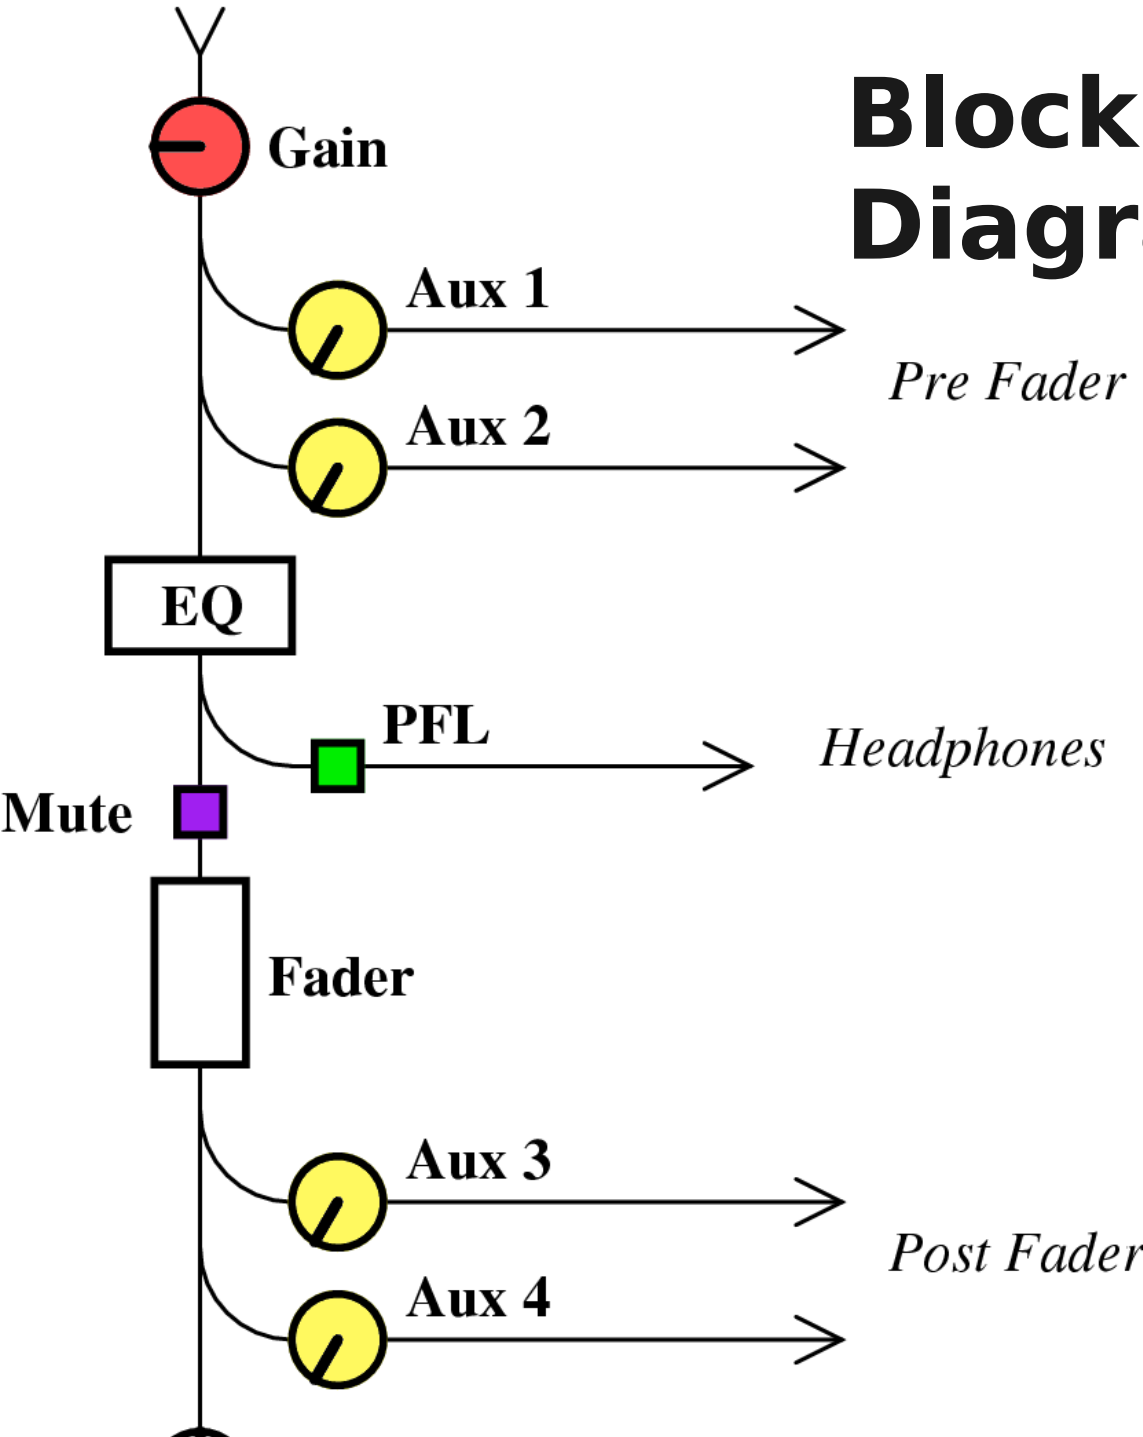 Block
Gain
Aux 1
Pre Fader
Aux 2
EQ
PFL
Headphones
Mute
Fader
Aux 3
Post Fader
Aux 4